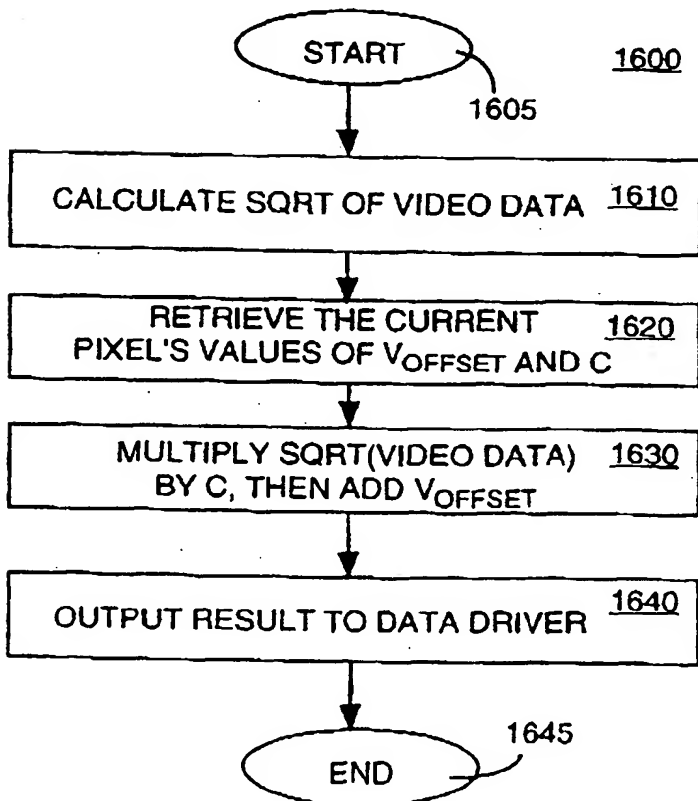 START
1600
1605
CALCULATE SQRT OF VIDEO DATA
1610
RETRIEVE THE CURRENT
1620
PIXEL'S VALUES OF VOFFSET AND C
MULTIPLY SQRT(VIDEO DATA)
1630
BY C, THEN ADD VOFFSET
1640
OUTPUT RESULT TO DATA DRIVER
1645
END